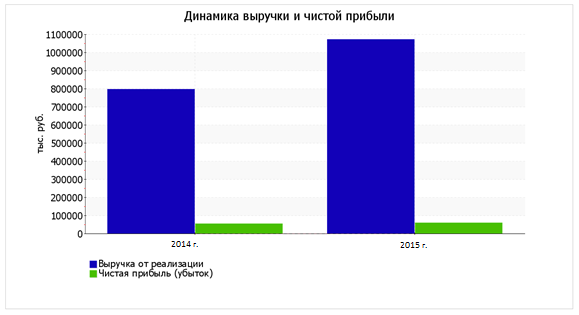 Динамика выручки и чистой прибыли
1100000
1000000
900000
800000
700000
600000
500000
400000
300000
200000
100000
0
тыс. руб.
2014 г.
2015 г.
Выручка от реализации
Чистая прибыль (убыток)